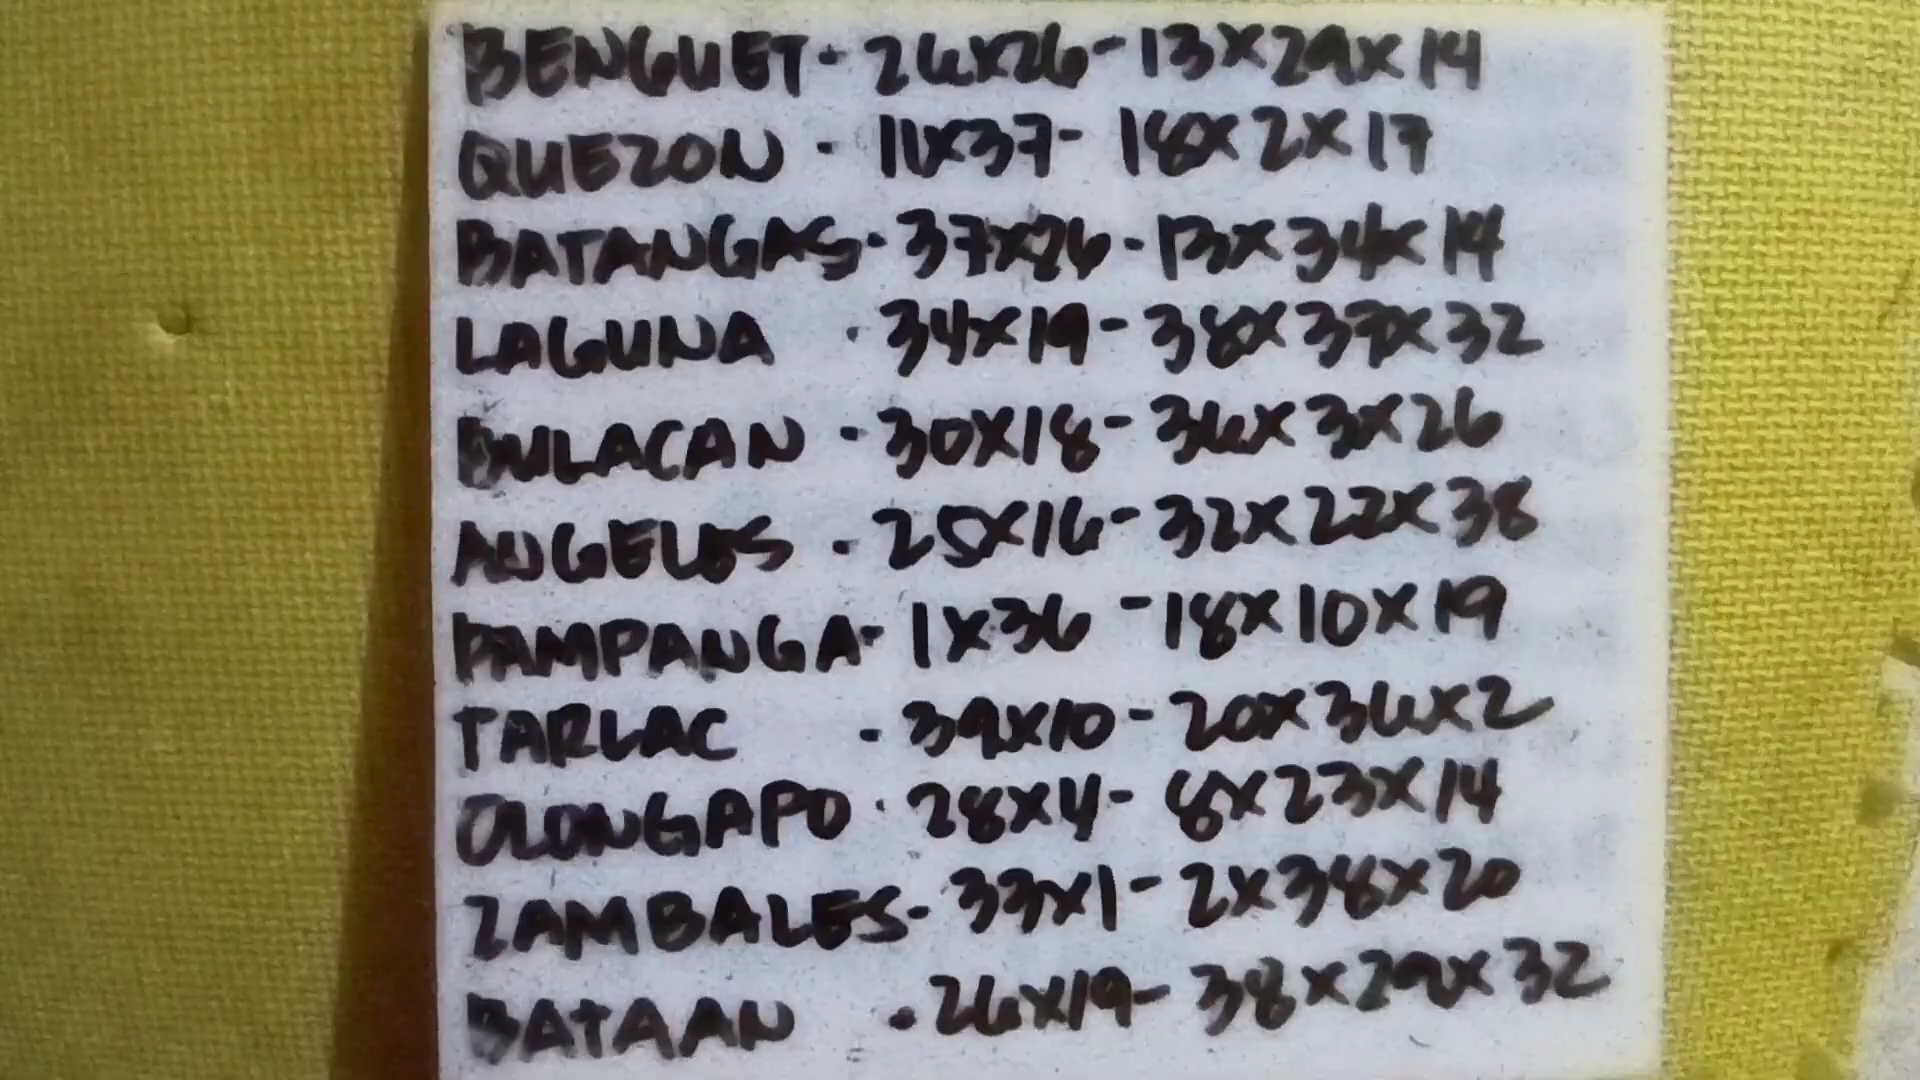 BENGUET - 26x26 - 13x29x14
QUEZON - 11x37 - 18x2x17
BATANGAS - 37x26 - 13x34x14
LAGUNA - 34x19 - 38x37x32
BULACAN - 30x18 - 36x3x26
ANGELES - 25x16 - 32x22x38
PAMPANGA - 1x36 - 18x10x19
TARLAC - 39x10 - 20x36x2
OLONGAPO - 28x4 - 8x23x14
ZAMBALES - 33x1 - 2x38x20
BATAAN - 26x19 - 38x29x32